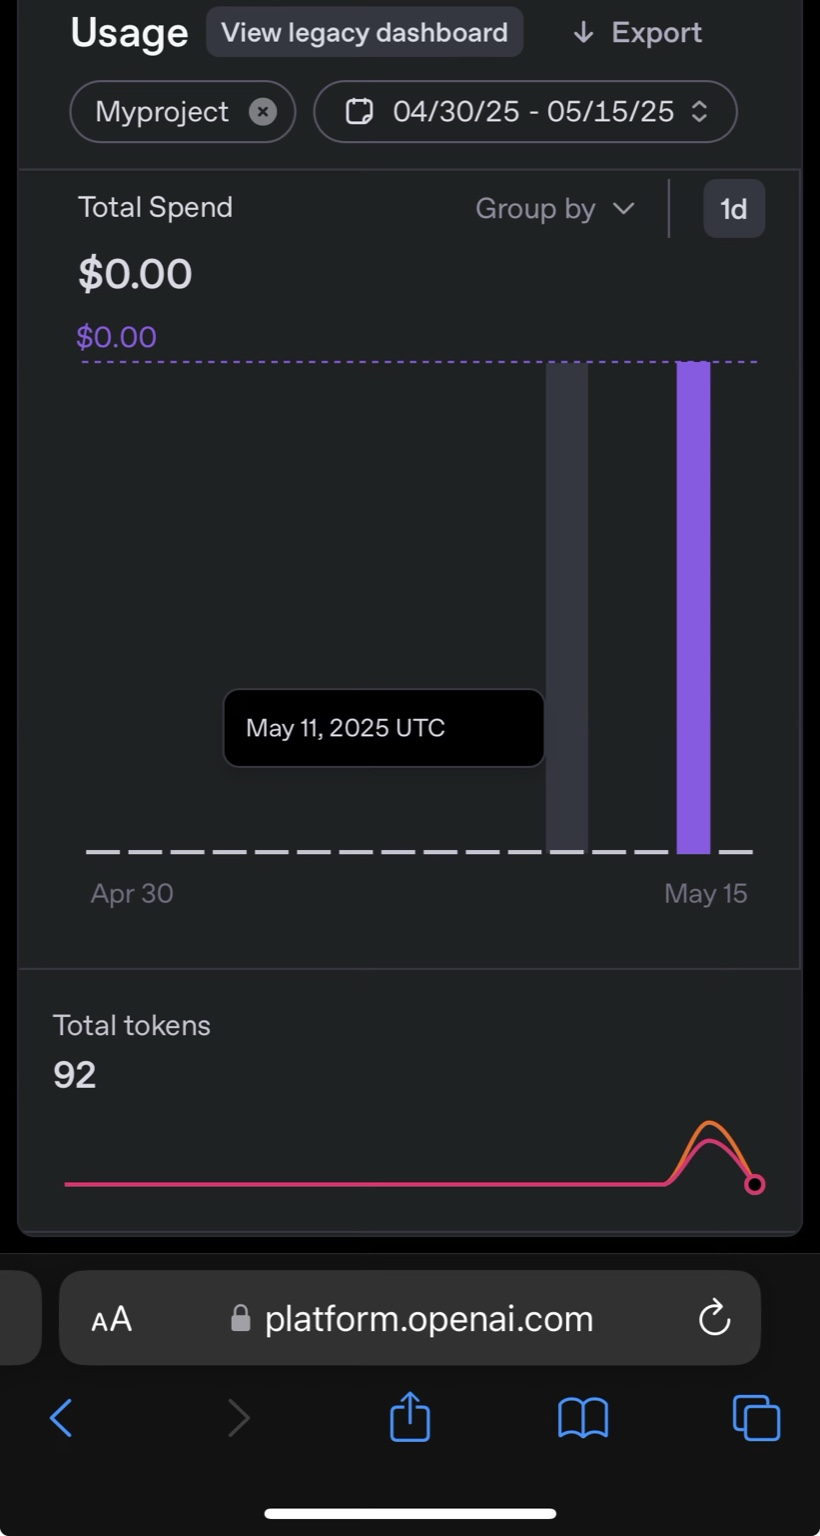 Usage View legacy dashboard Export
Myproject 04/30/25 - 05/15/25
Total Spend Group by 1d
$0.00
$0.00
May 11, 2025 UTC
Apr 30 May 15
Total tokens
92
AA platform.openai.com